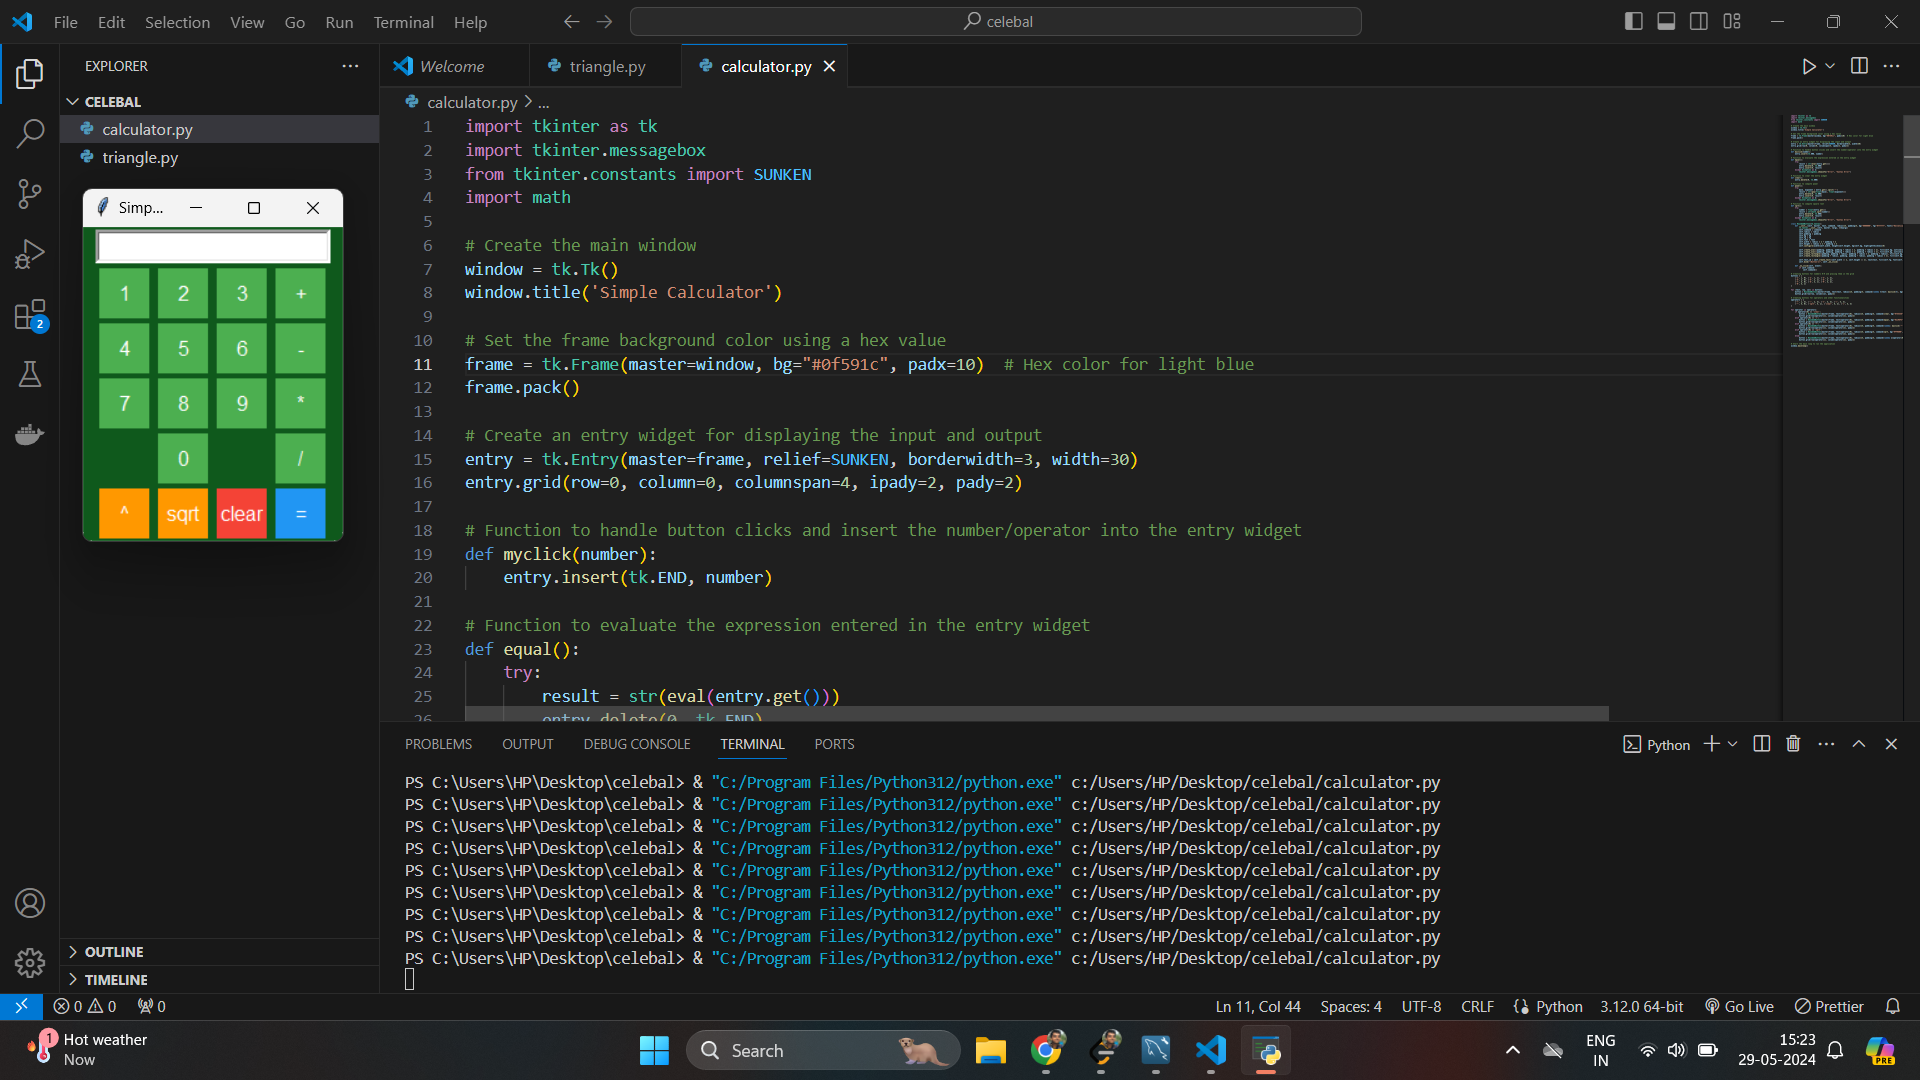 File Edit Selection View Go Run Terminal Help
celebal
EXPLORER
CELEBAL
calculator.py
triangle.py
Simp...
1 2 3 +
4 5 6 -
7 8 9 *
0 /
^ sqrt clear =
2
OUTLINE
TIMELINE
Welcome
triangle.py
calculator.py
calculator.py > ...
1 import tkinter as tk
2 import tkinter.messagebox
3 from tkinter.constants import SUNKEN
4 import math
5
6 # Create the main window
7 window = tk.Tk()
8 window.title('Simple Calculator')
9
10 # Set the frame background color using a hex value
11 frame = tk.Frame(master=window, bg="#0f591c", padx=10)  # Hex color for light blue
12 frame.pack()
13
14 # Create an entry widget for displaying the input and output
15 entry = tk.Entry(master=frame, relief=SUNKEN, borderwidth=3, width=30)
16 entry.grid(row=0, column=0, columnspan=4, ipady=2, pady=2)
17
18 # Function to handle button clicks and insert the number/operator into the entry widget
19 def myclick(number):
20     entry.insert(tk.END, number)
21
22 # Function to evaluate the expression entered in the entry widget
23 def equal():
24     try:
25         result = str(eval(entry.get()))
26         entry.delete(0, tk.END)
PROBLEMS OUTPUT DEBUG CONSOLE TERMINAL PORTS
Python
PS C:\Users\HP\Desktop\celebal> & "C:/Program Files/Python312/python.exe" c:/Users/HP/Desktop/celebal/calculator.py
PS C:\Users\HP\Desktop\celebal> & "C:/Program Files/Python312/python.exe" c:/Users/HP/Desktop/celebal/calculator.py
PS C:\Users\HP\Desktop\celebal> & "C:/Program Files/Python312/python.exe" c:/Users/HP/Desktop/celebal/calculator.py
PS C:\Users\HP\Desktop\celebal> & "C:/Program Files/Python312/python.exe" c:/Users/HP/Desktop/celebal/calculator.py
PS C:\Users\HP\Desktop\celebal> & "C:/Program Files/Python312/python.exe" c:/Users/HP/Desktop/celebal/calculator.py
PS C:\Users\HP\Desktop\celebal> & "C:/Program Files/Python312/python.exe" c:/Users/HP/Desktop/celebal/calculator.py
PS C:\Users\HP\Desktop\celebal> & "C:/Program Files/Python312/python.exe" c:/Users/HP/Desktop/celebal/calculator.py
PS C:\Users\HP\Desktop\celebal> & "C:/Program Files/Python312/python.exe" c:/Users/HP/Desktop/celebal/calculator.py
PS C:\Users\HP\Desktop\celebal> & "C:/Program Files/Python312/python.exe" c:/Users/HP/Desktop/celebal/calculator.py
0 0 0
Ln 11, Col 44 Spaces: 4 UTF-8 CRLF {} Python 3.12.0 64-bit Go Live Prettier
1
Hot weather
Now
Search
ENG
IN
15:23
29-05-2024
PRE